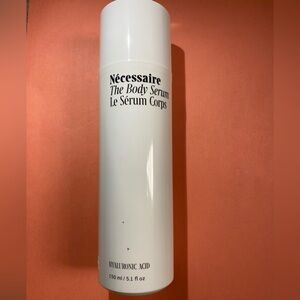 Nécessaire
The Body Serum
Le Sérum Corps
HYALURONIC ACID
150 ml / 5.1 fl oz